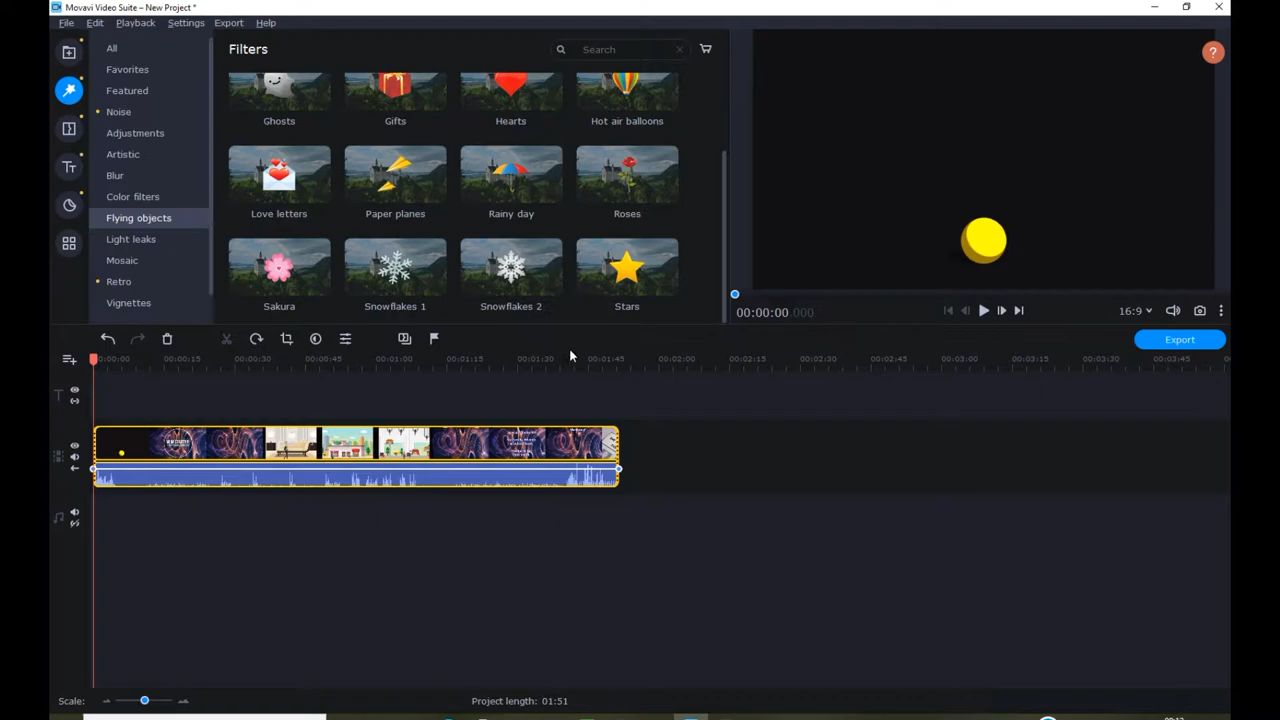 Movavi Video Suite – New Project *
File Edit Playback Settings Export Help
All
Favorites
Featured
Noise
Adjustments
Artistic
Blur
Color filters
Flying objects
Light leaks
Mosaic
Retro
Vignettes
Filters
Search
Ghosts Gifts Hearts Hot air balloons
Love letters Paper planes Rainy day Roses
Sakura Snowflakes 1 Snowflakes 2 Stars
?
00:00:00.000
16:9
Export
0:00:00 00:00:15 00:00:30 00:00:45 00:01:00 00:01:15 00:01:30 00:01:45 00:02:00 00:02:15 00:02:30 00:02:45 00:03:00 00:03:15 00:03:30 00:03:45 00:0
Scale:
Project length: 01:51